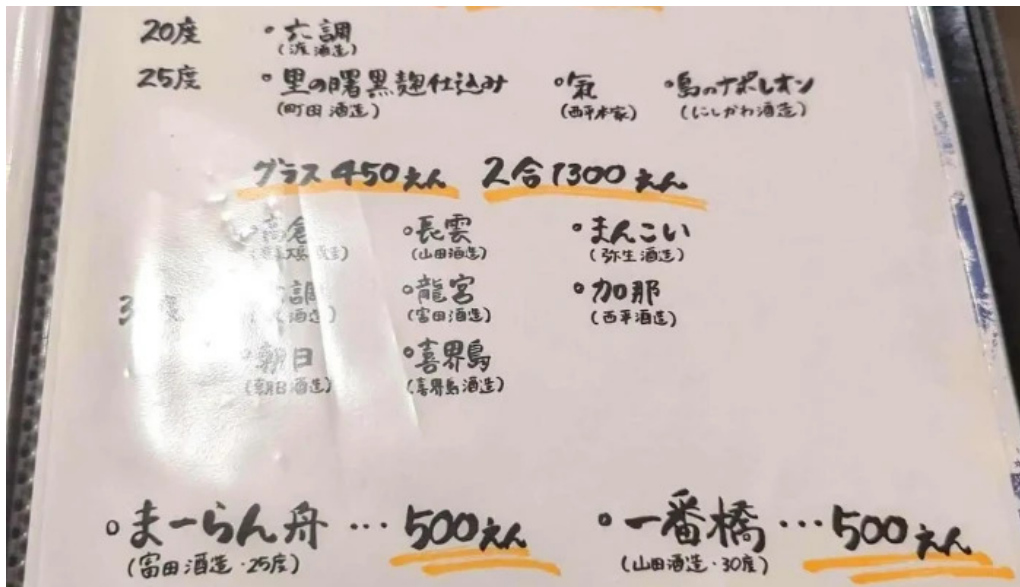 20度 ・六調
(渡酒造)
25度 ・里の曙黒麹仕込み ・氣 ・島のナポレオン
(町田酒造) (西平本家) (にしかわ酒造)
グラス450えん 2合1300えん
・高倉 ・長雲 ・まんこい
(山田酒造) (弥生酒造)
調 ・龍宮 ・加那
酒造) (富田酒造) (西平酒造)
・朝日 ・喜界島
(朝日酒造) (喜界島酒造)
・まーらん舟…500えん ・一番橋…500えん
(富田酒造・25度) (山田酒造・30度)